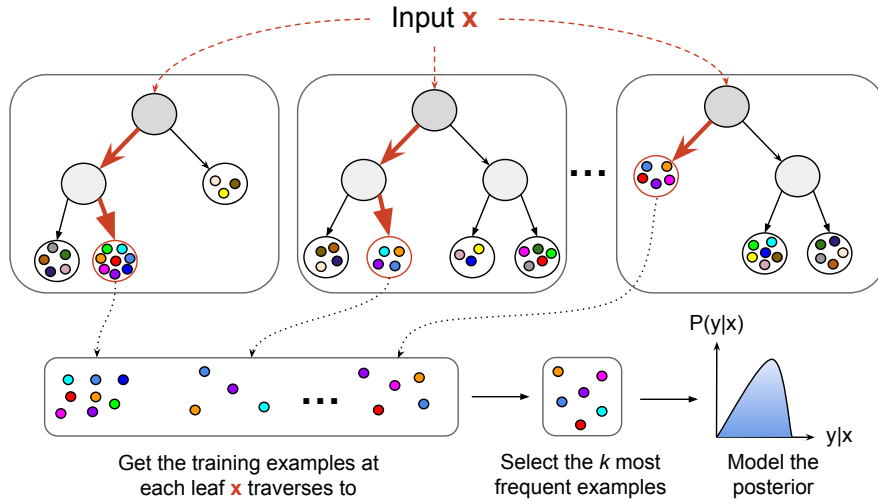 Input x
...
...
P(y|x)
y|x
Get the training examples at
each leaf x traverses to
Select the k most
frequent examples
Model the
posterior